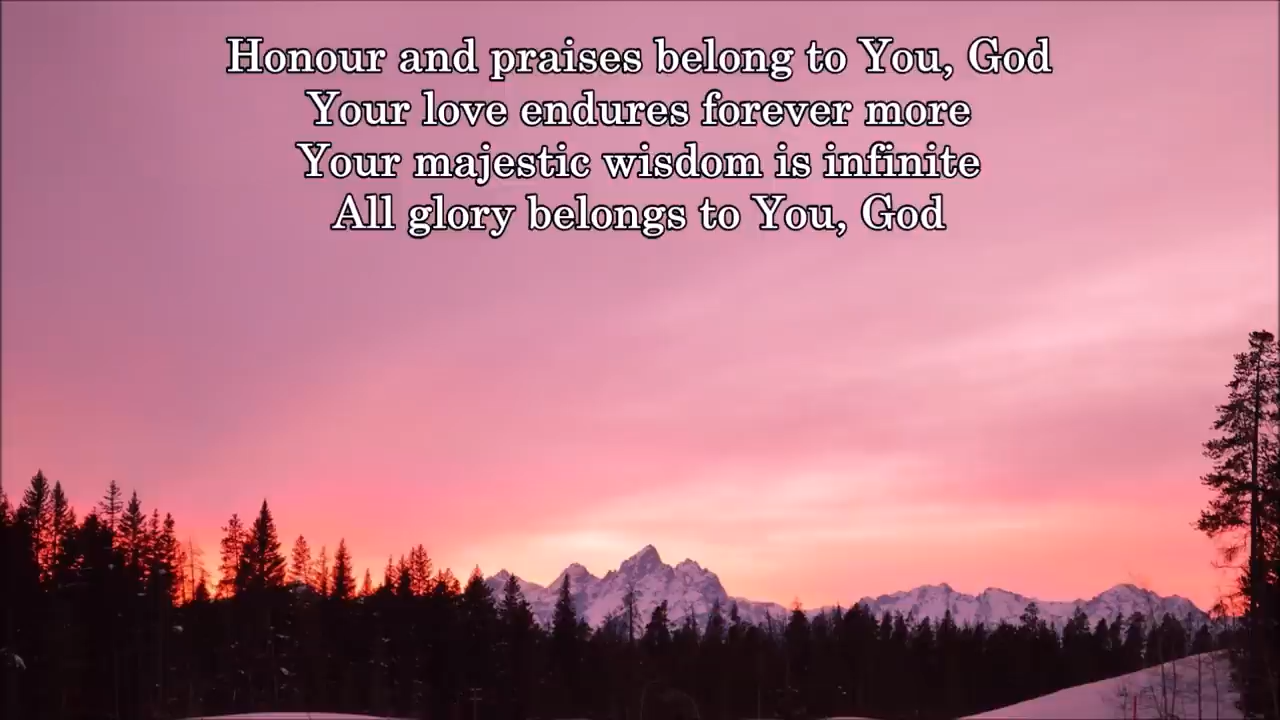 Honour and praises belong to You, God
Your love endures forever more
Your majestic wisdom is infinite
All glory belongs to You, God